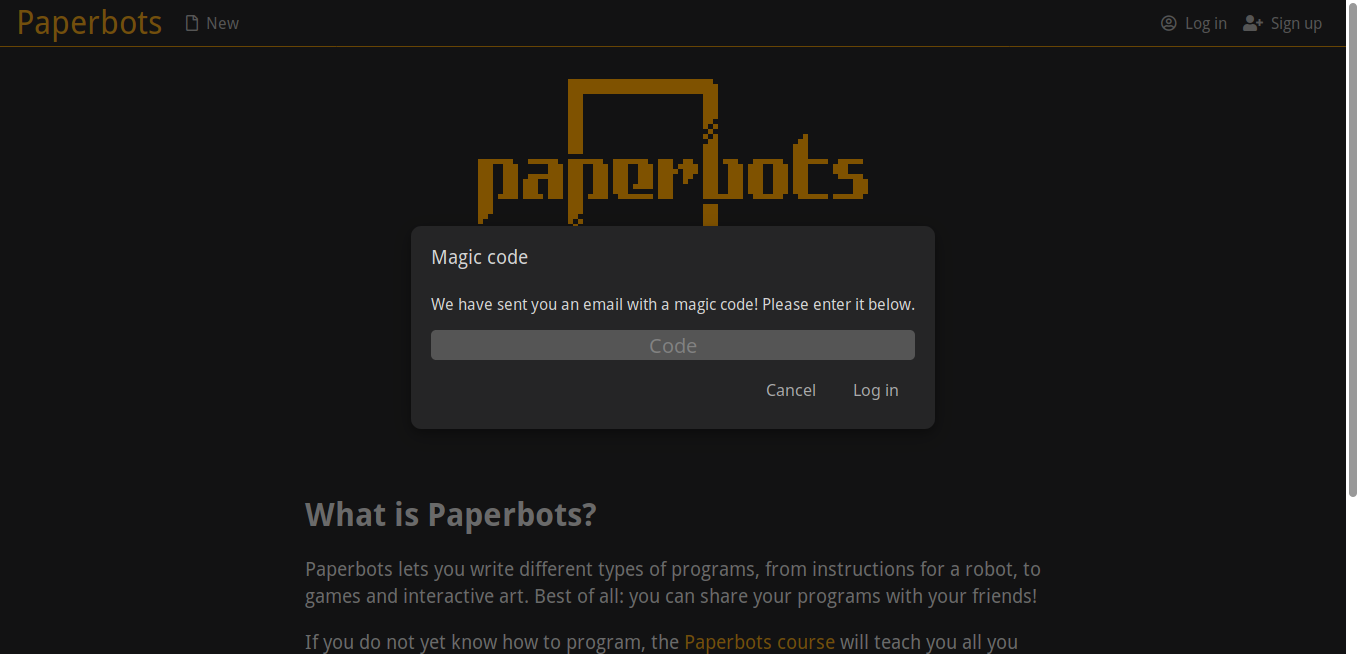 Paperbots New Log in Sign up
paperbots
Magic code
We have sent you an email with a magic code! Please enter it below.
Code
Cancel Log in
What is Paperbots?
Paperbots lets you write different types of programs, from instructions for a robot, to
games and interactive art. Best of all: you can share your programs with your friends!
If you do not yet know how to program, the Paperbots course will teach you all you